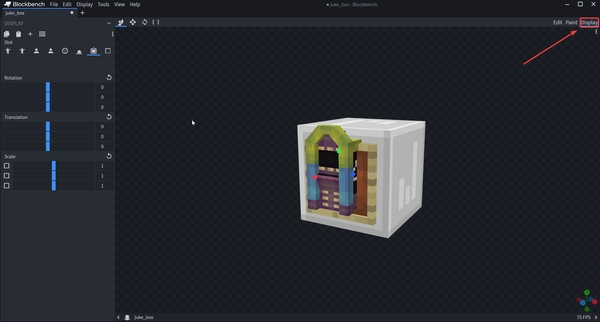 Blockbench File Edit Display Tools View Help juke_box - Blockbench
juke_box
DISPLAY
Edit Paint Display
Slot
Rotation
0
0
0
Translation
0
0
0
Scale
1
1
1
juke_box 75 FPS